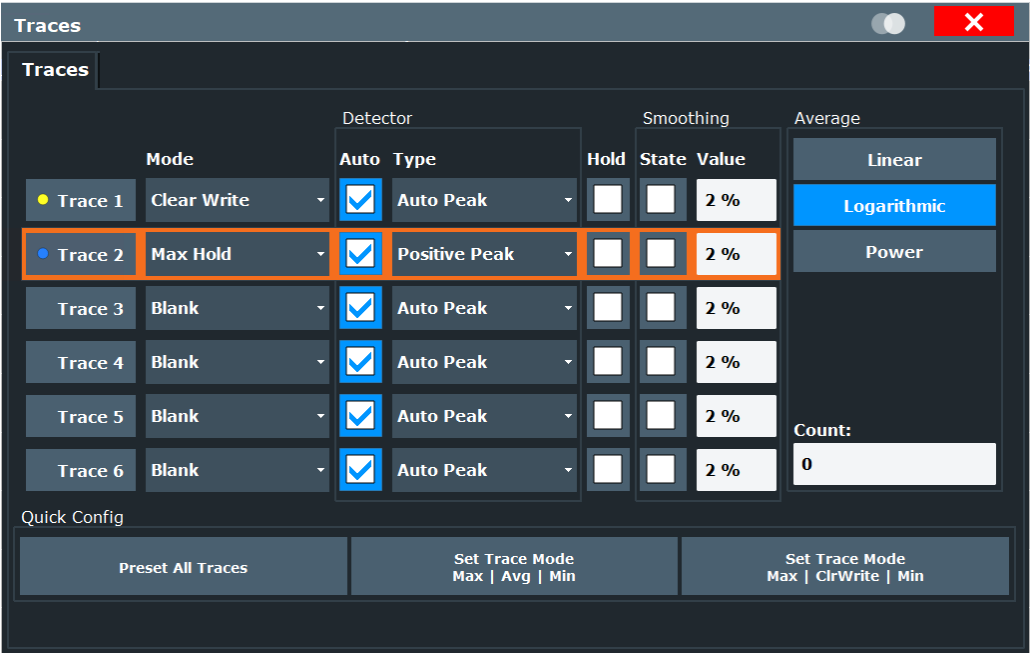 Traces
Traces
Detector Smoothing Average
Mode Auto Type Hold State Value
Linear
Trace 1 Clear Write Auto Peak 2 %
Logarithmic
Trace 2 Max Hold Positive Peak 2 %
Power
Trace 3 Blank Auto Peak 2 %
Trace 4 Blank Auto Peak 2 %
Trace 5 Blank Auto Peak 2 %
Count:
Trace 6 Blank Auto Peak 2 % 0
Quick Config
Preset All Traces
Set Trace Mode
Max | Avg | Min
Set Trace Mode
Max | ClrWrite | Min